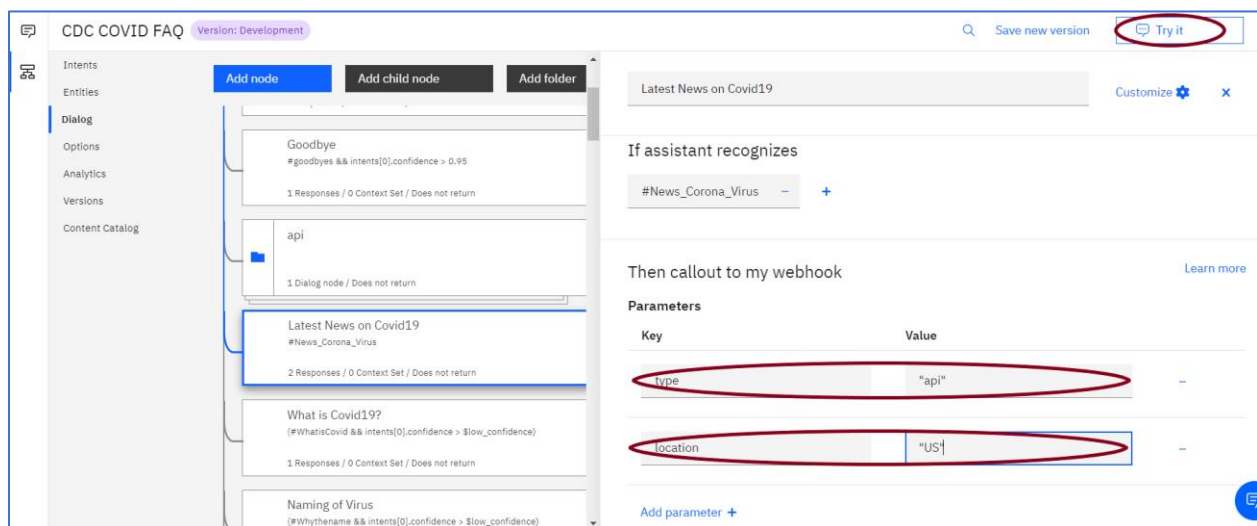 CDC COVID FAQ Version: Development
Save new version
Try it
Intents
Entities
Dialog
Options
Analytics
Versions
Content Catalog
Add node
Add child node
Add folder
Goodbye
#goodbyes && intents[0].confidence > 0.95
1 Responses / 0 Context Set / Does not return
api
1 Dialog node / Does not return
Latest News on Covid19
#News_Corona_Virus
2 Responses / 0 Context Set / Does not return
What is Covid19?
(#WhatisCovid && intents[0].confidence > $low_confidence)
1 Responses / 0 Context Set / Does not return
Naming of Virus
(#Whythename && intents[0].confidence > $low_confidence)
Latest News on Covid19
Customize
If assistant recognizes
#News_Corona_Virus
Then callout to my webhook
Learn more
Parameters
Key Value
type "api"
location "US"
Add parameter +